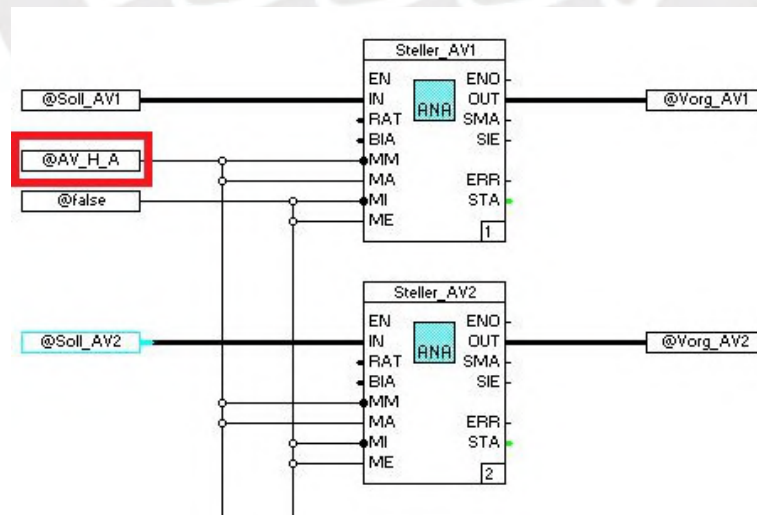 Steller_AV1
EN ENO
@Soll_AV1 IN ANA OUT @Vorg_AV1
RAT SMA
BIA SIE
@AV_H_A MM
MA ERR
@false MI STA
ME
1
Steller_AV2
EN ENO
@Soll_AV2 IN ANA OUT @Vorg_AV2
RAT SMA
BIA SIE
MM
MA ERR
MI STA
ME
2